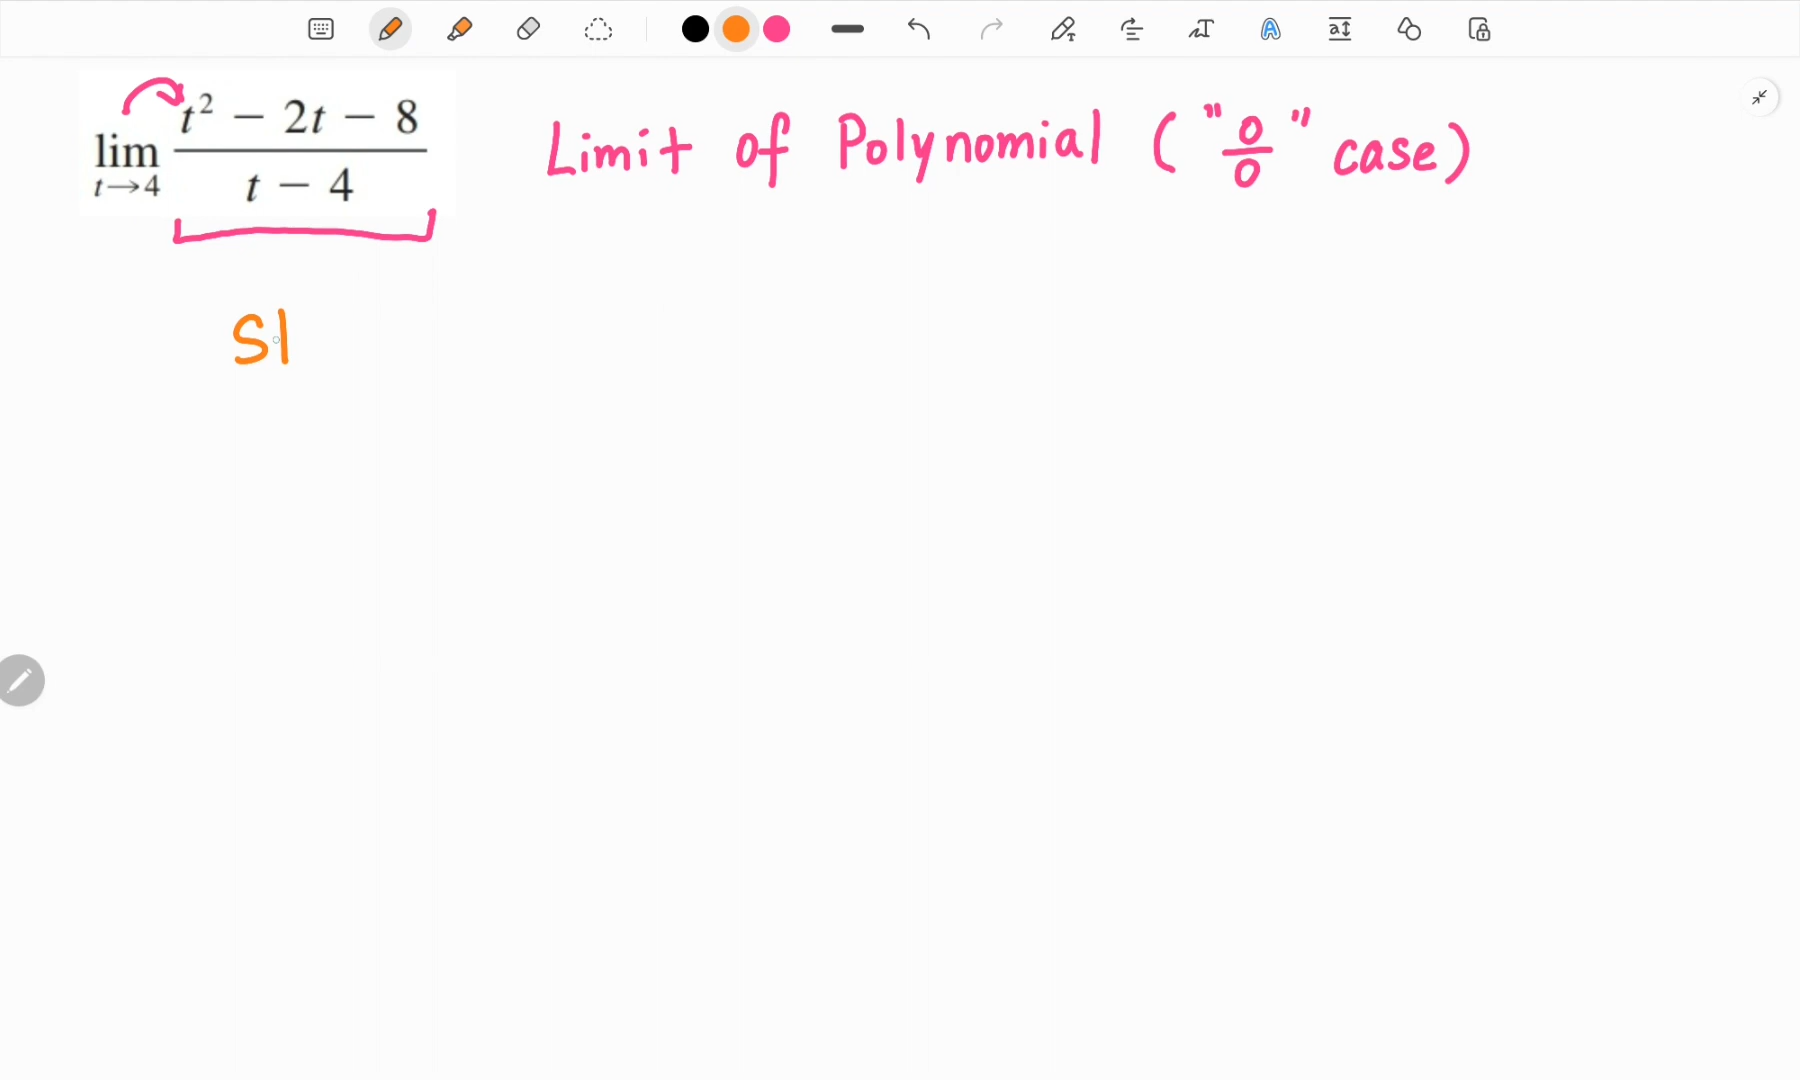 lim t→4 (t² − 2t − 8)/(t − 4)
Limit of Polynomial ("0/0" case)
Sl